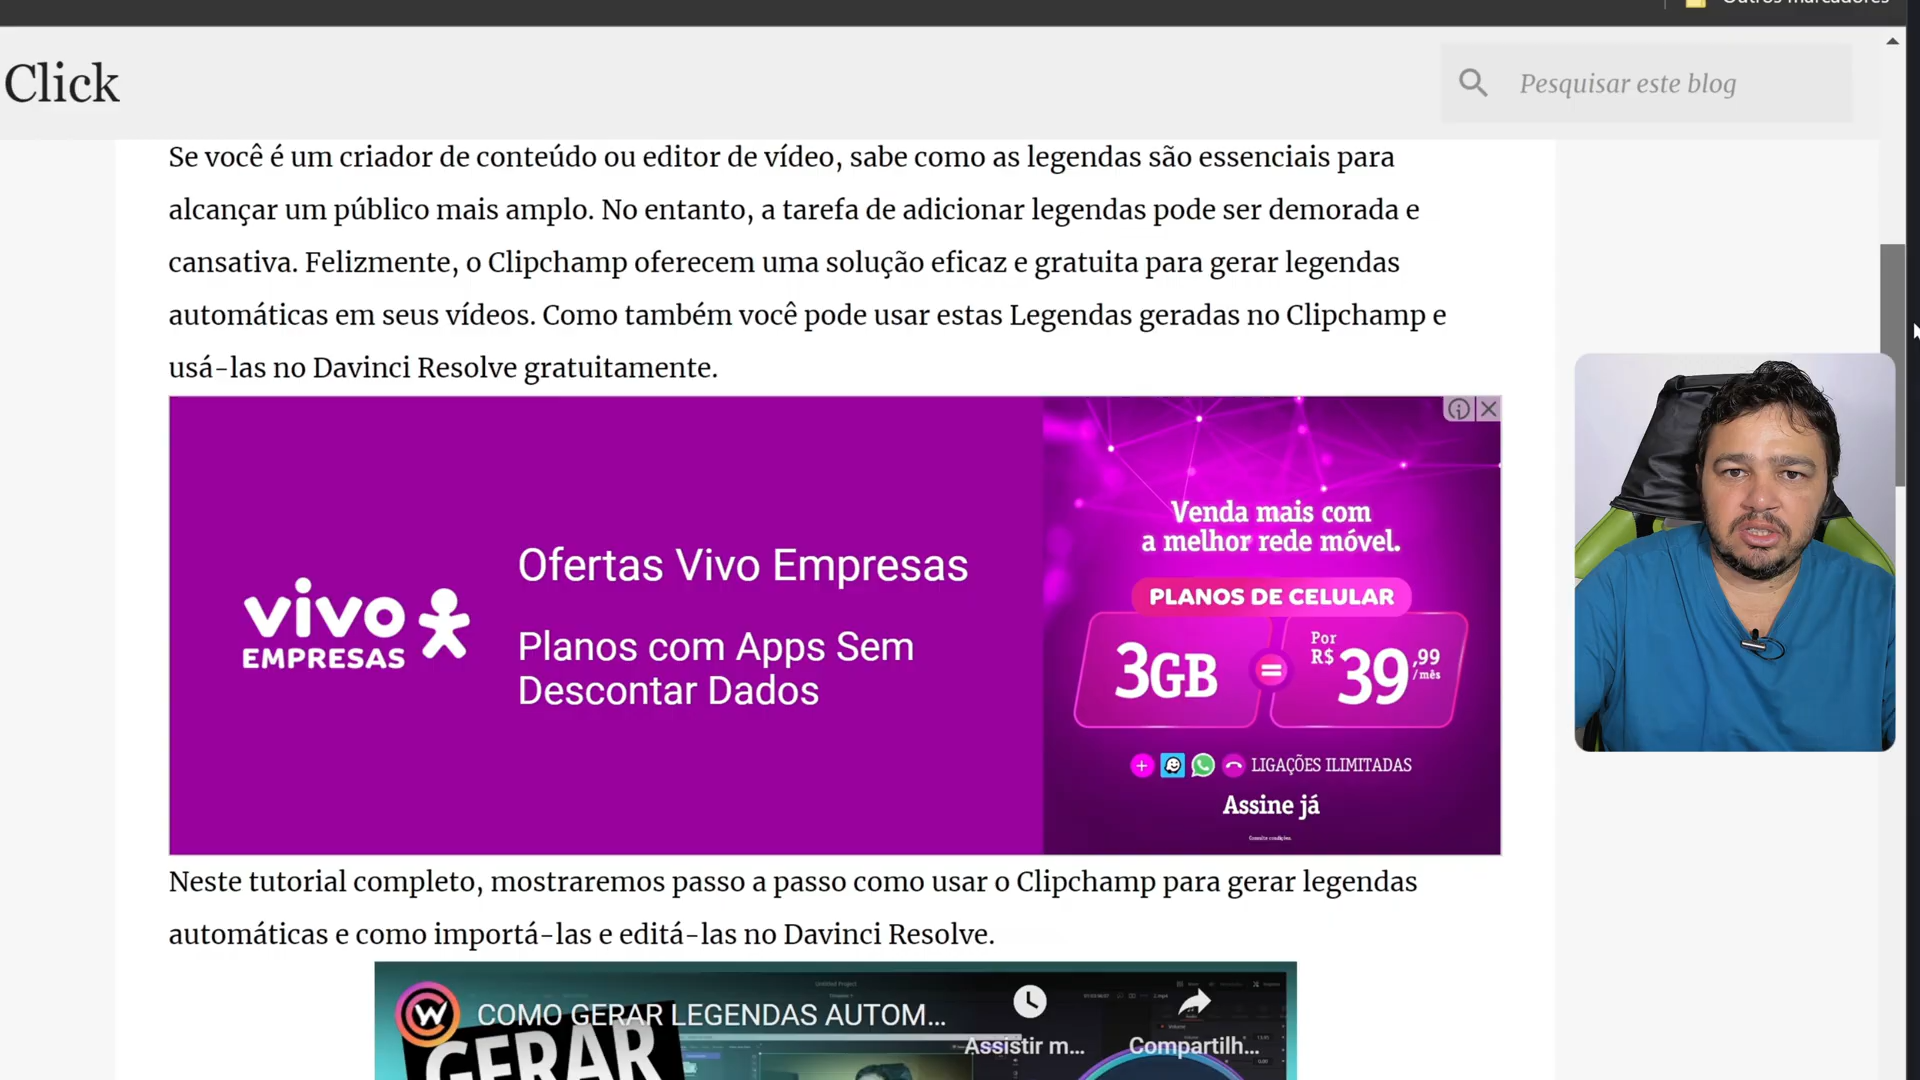 Outros marcadores
Click
Pesquisar este blog
Se você é um criador de conteúdo ou editor de vídeo, sabe como as legendas são essenciais para
alcançar um público mais amplo. No entanto, a tarefa de adicionar legendas pode ser demorada e
cansativa. Felizmente, o Clipchamp oferecem uma solução eficaz e gratuita para gerar legendas
automáticas em seus vídeos. Como também você pode usar estas Legendas geradas no Clipchamp e
usá-las no Davinci Resolve gratuitamente.
vivo
EMPRESAS
Ofertas Vivo Empresas
Planos com Apps Sem
Descontar Dados
Venda mais com
a melhor rede móvel.
PLANOS DE CELULAR
3GB = Por R$ 39,99 /mês
LIGAÇÕES ILIMITADAS
Assine já
Consulte condições.
Neste tutorial completo, mostraremos passo a passo como usar o Clipchamp para gerar legendas
automáticas e como importá-las e editá-las no Davinci Resolve.
COMO GERAR LEGENDAS AUTOM...
Assistir m...
Compartilh...
GERAR
Untitled Project